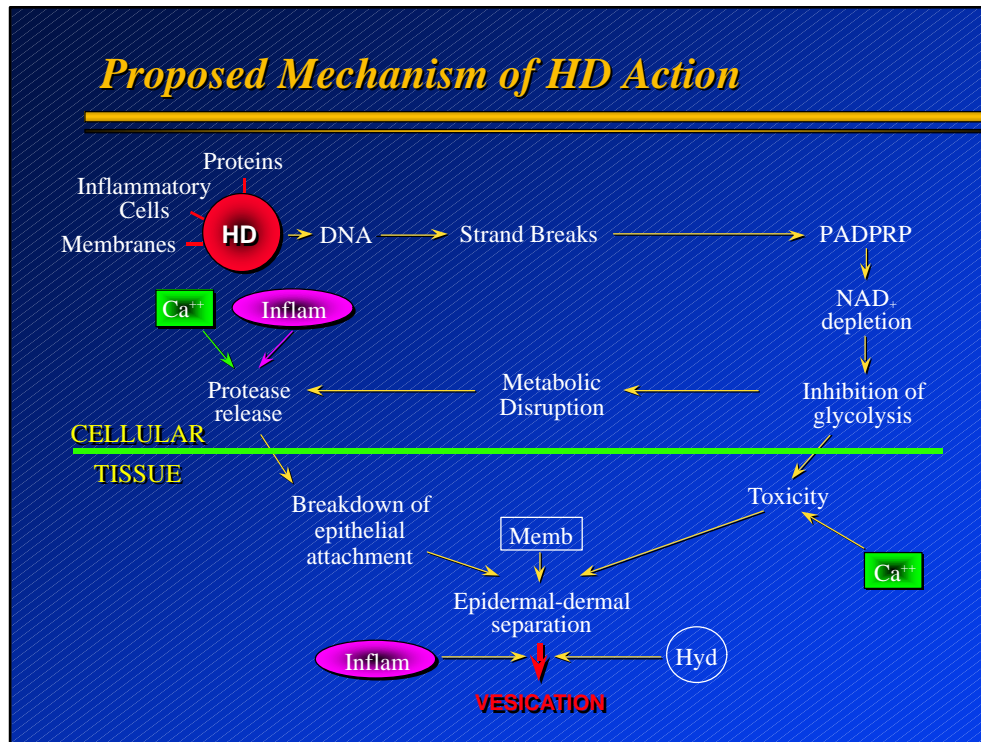 Proposed Mechanism of HD Action
Proteins
Inflammatory
Cells
Membranes
HD
DNA
Strand Breaks
PADPRP
Ca++
Inflam
NAD+
depletion
Protease
release
Metabolic
Disruption
Inhibition of
glycolysis
CELLULAR
TISSUE
Breakdown of
epithelial
attachment
Memb
Toxicity
Ca++
Epidermal-dermal
separation
Inflam
Hyd
VESICATION